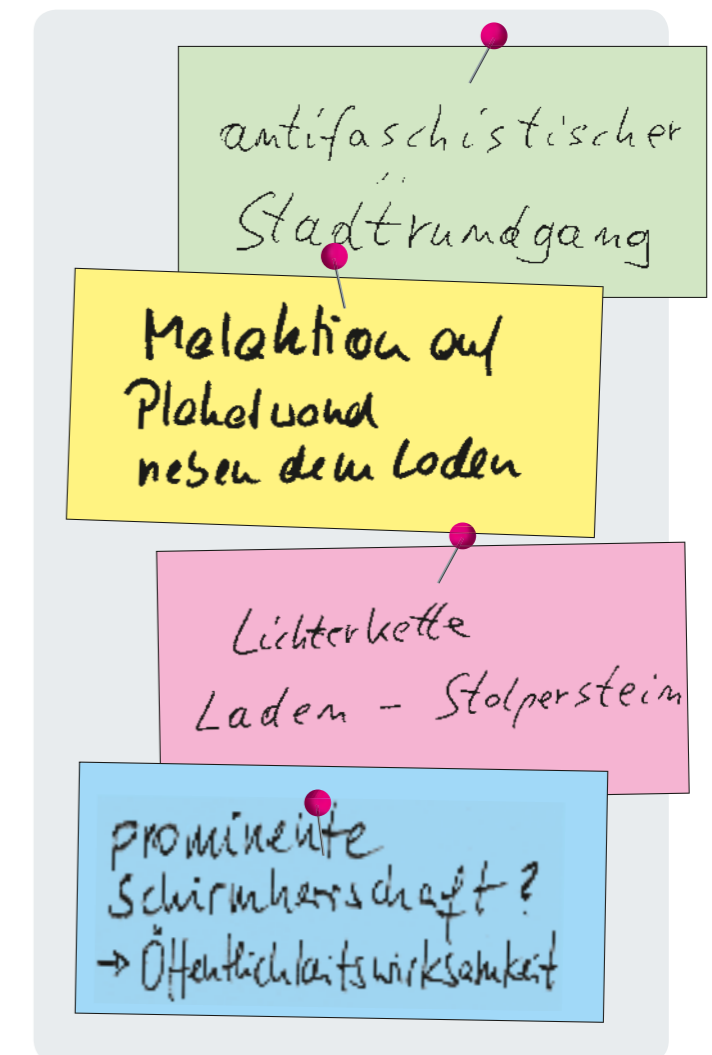 antifaschistischer
Stadtrundgang
Malaktion auf
Plakatwand
neben dem Laden
Lichterkette
Laden - Stolperstein
prominente
Schirmherrschaft?
→ Öffentlichkeitswirksamkeit